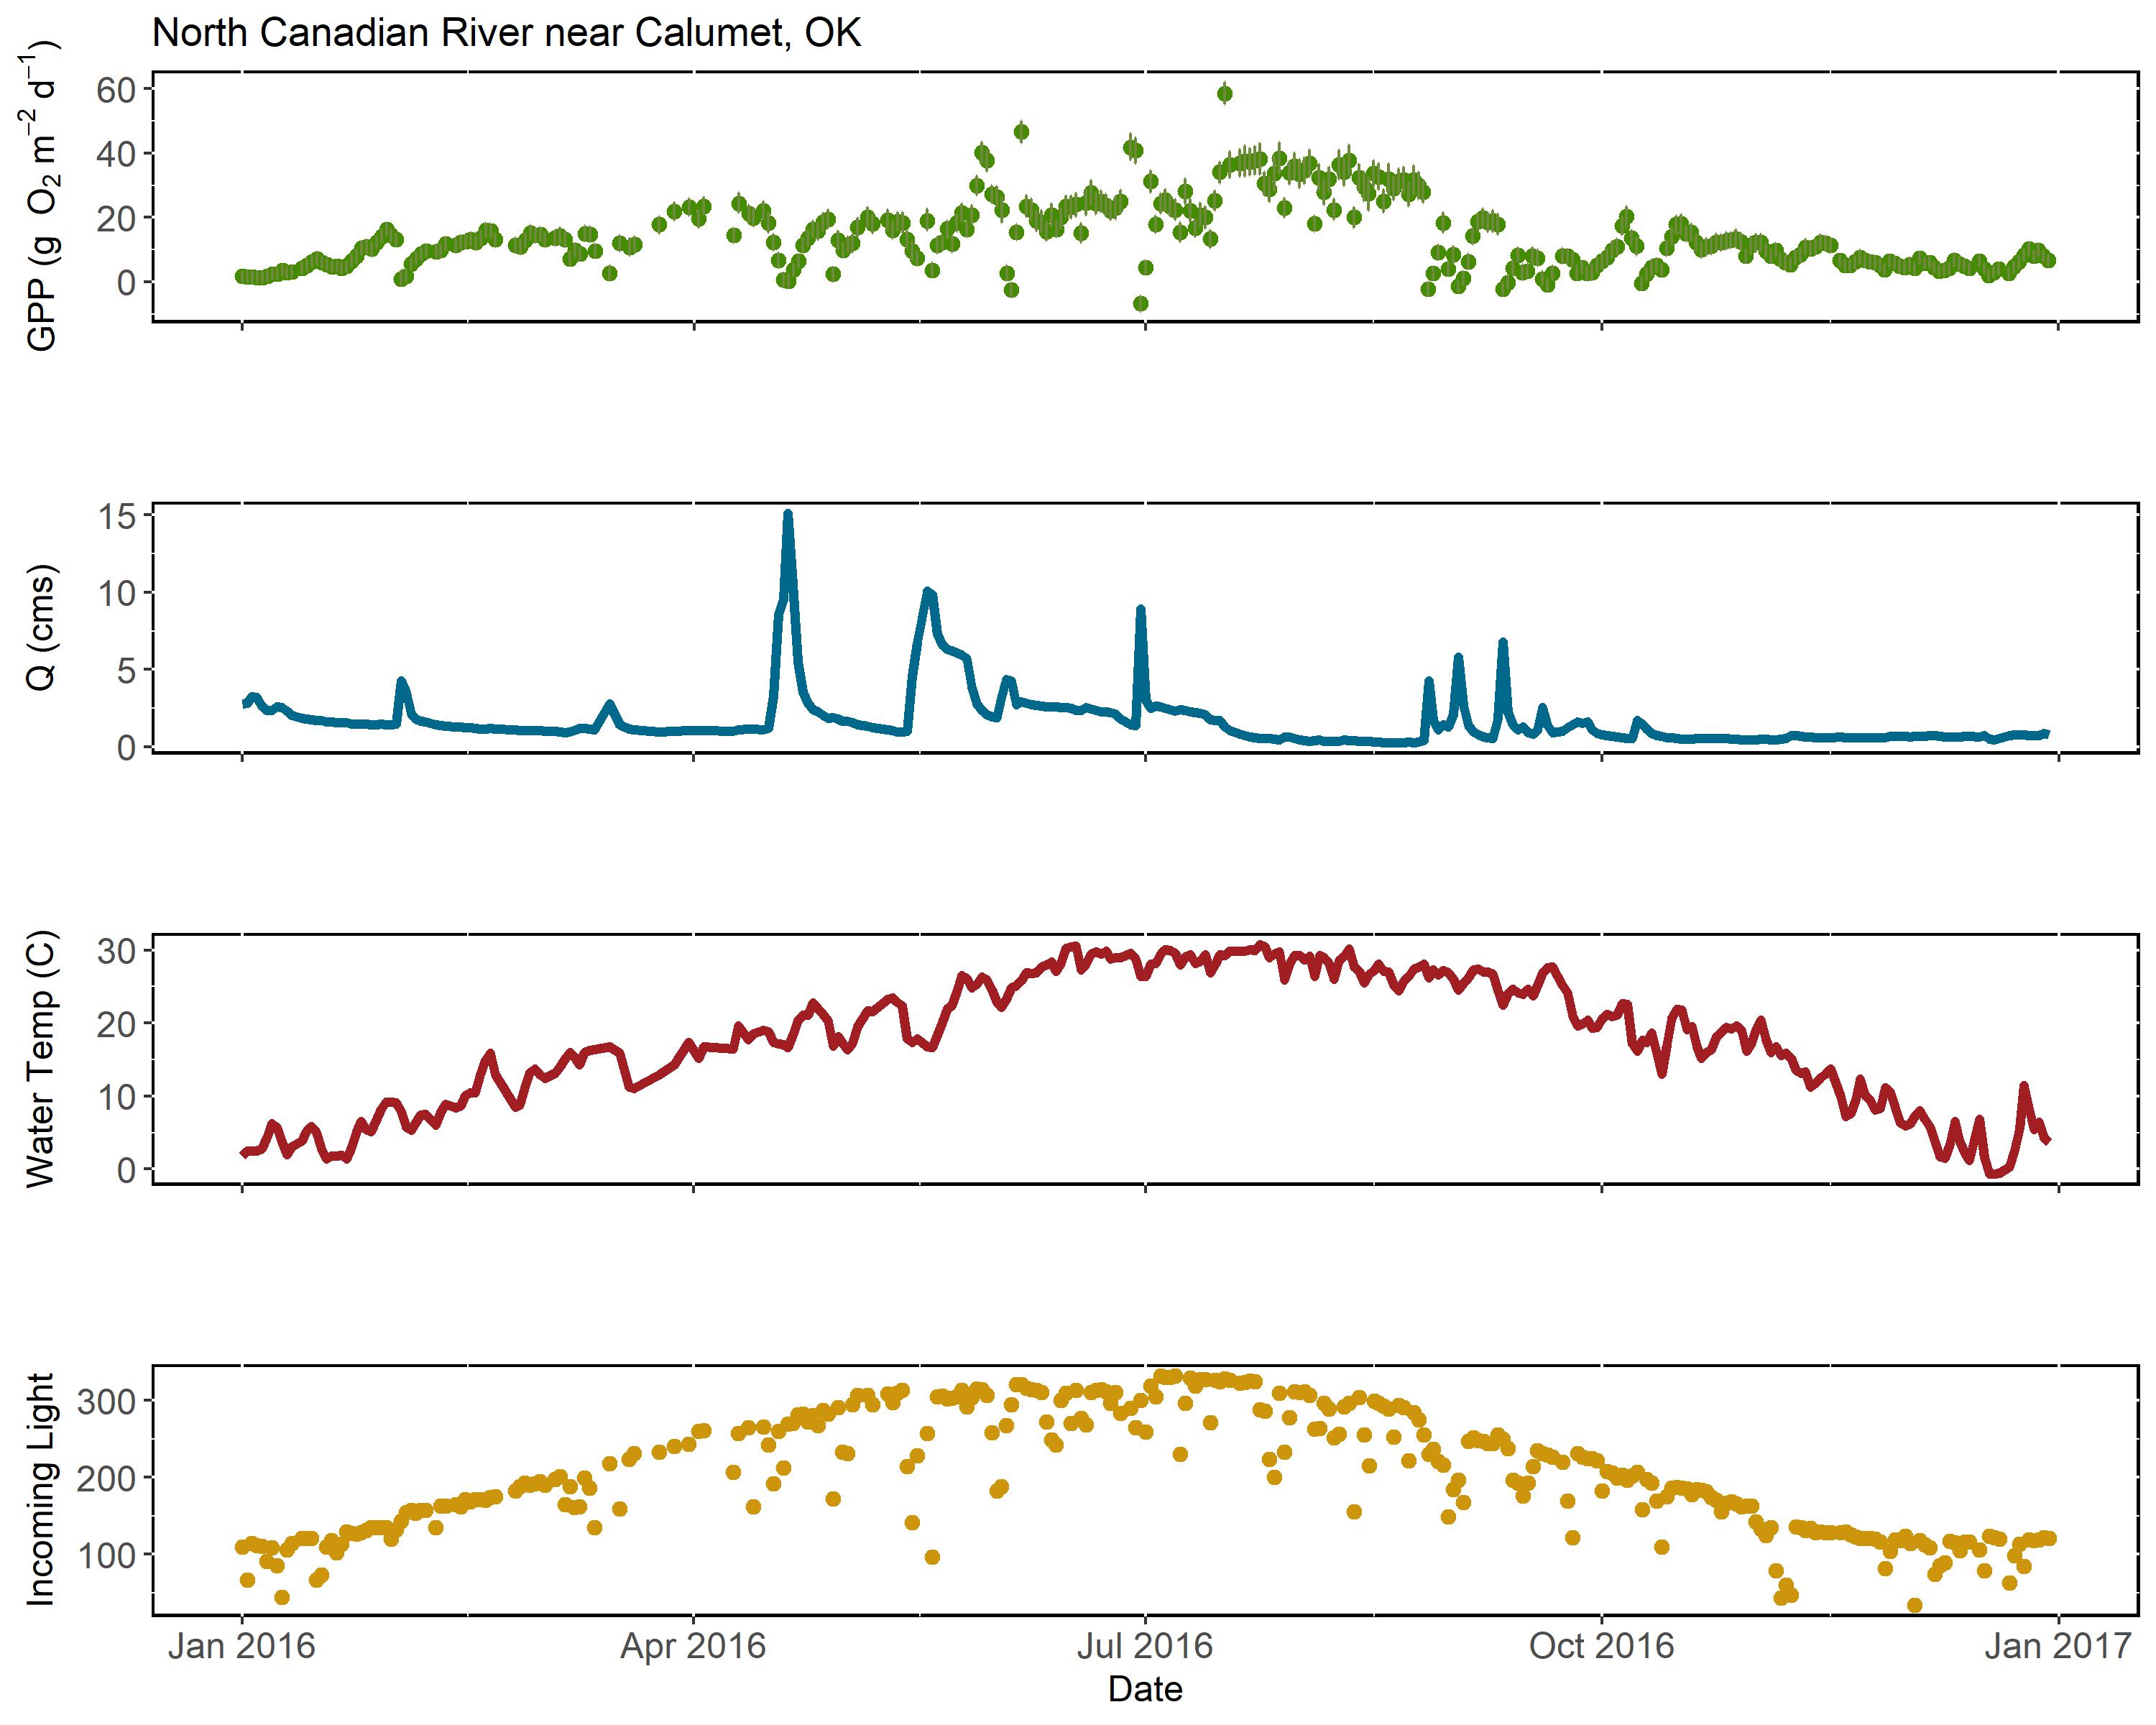 North Canadian River near Calumet, OK
GPP (g O₂ m⁻² d⁻¹)
60
40
20
0
Q (cms)
15
10
5
0
Water Temp (C)
30
20
10
0
Incoming Light
300
200
100
Jan 2016 Apr 2016 Jul 2016 Oct 2016 Jan 2017
Date